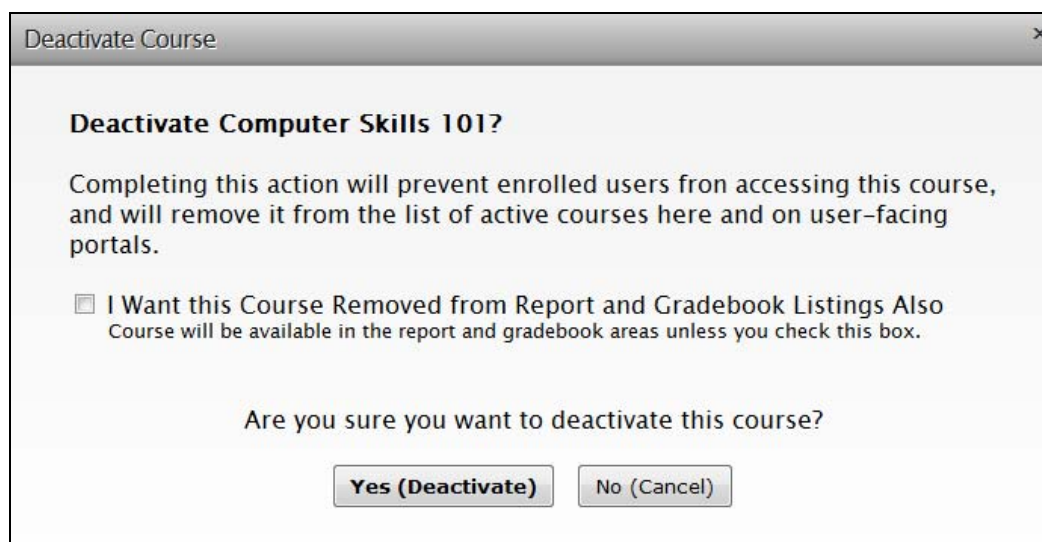 Deactivate Course
Deactivate Computer Skills 101?
Completing this action will prevent enrolled users fron accessing this course,
and will remove it from the list of active courses here and on user-facing
portals.
I Want this Course Removed from Report and Gradebook Listings Also
Course will be available in the report and gradebook areas unless you check this box.
Are you sure you want to deactivate this course?
Yes (Deactivate) No (Cancel)